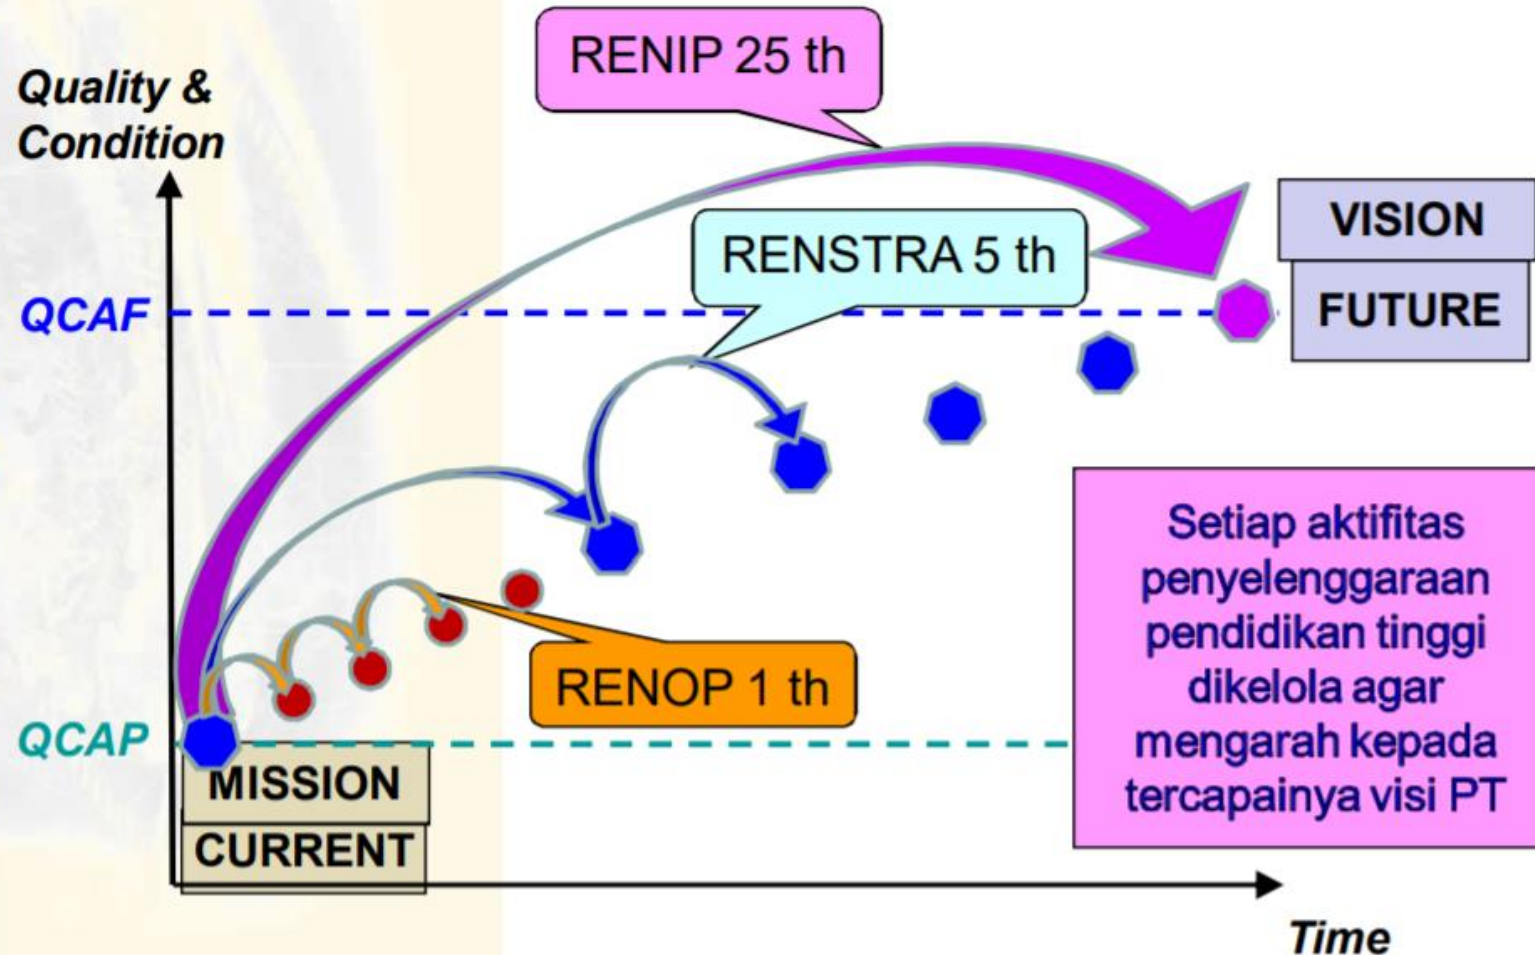 Quality &
Condition
RENIP 25 th
VISION
FUTURE
RENSTRA 5 th
QCAF
Setiap aktifitas
penyelenggaraan
pendidikan tinggi
dikelola agar
mengarah kepada
tercapainya visi PT
RENOP 1 th
QCAP
MISSION
CURRENT
Time